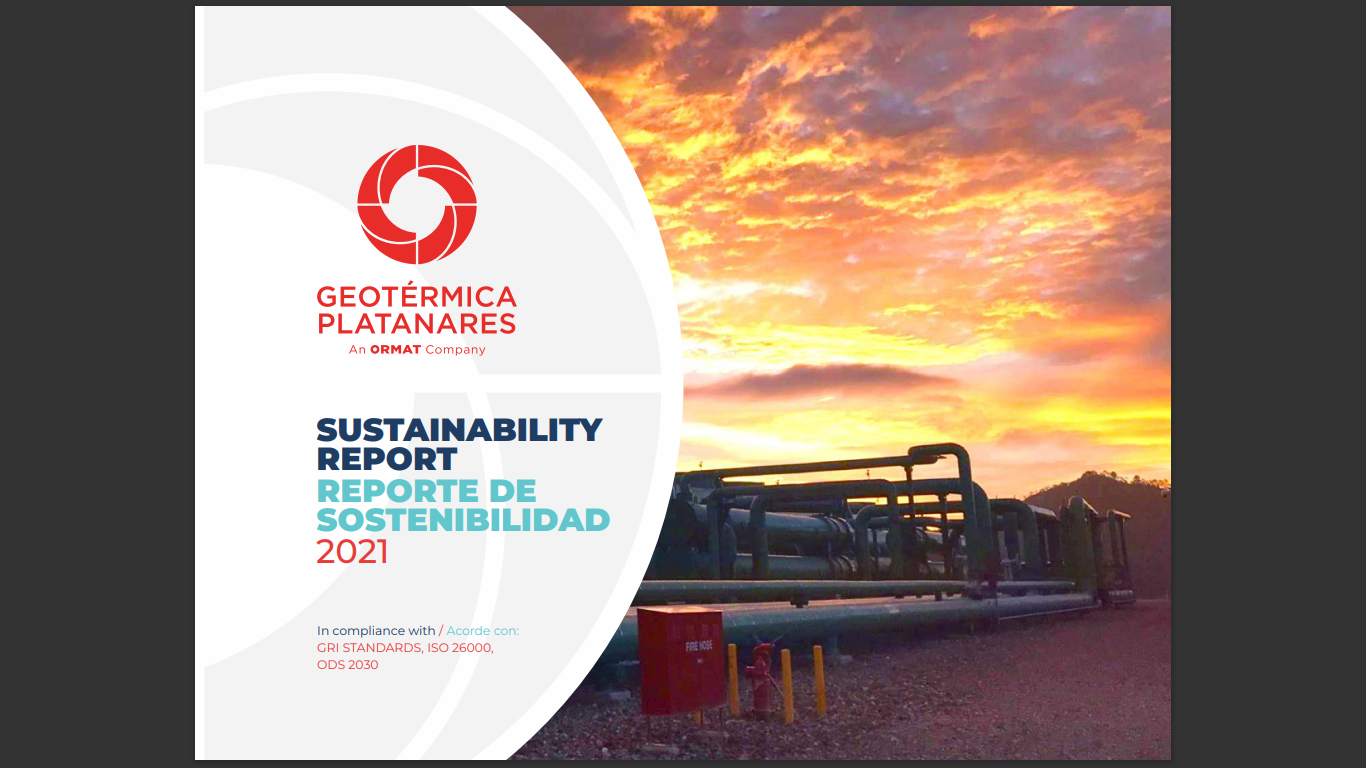 GEOTÉRMICA
PLATANARES
An ORMAT Company
SUSTAINABILITY
REPORT
REPORTE DE
SOSTENIBILIDAD
2021
In compliance with / Acorde con:
GRI STANDARDS, ISO 26000,
ODS 2030
FIRE HOSE